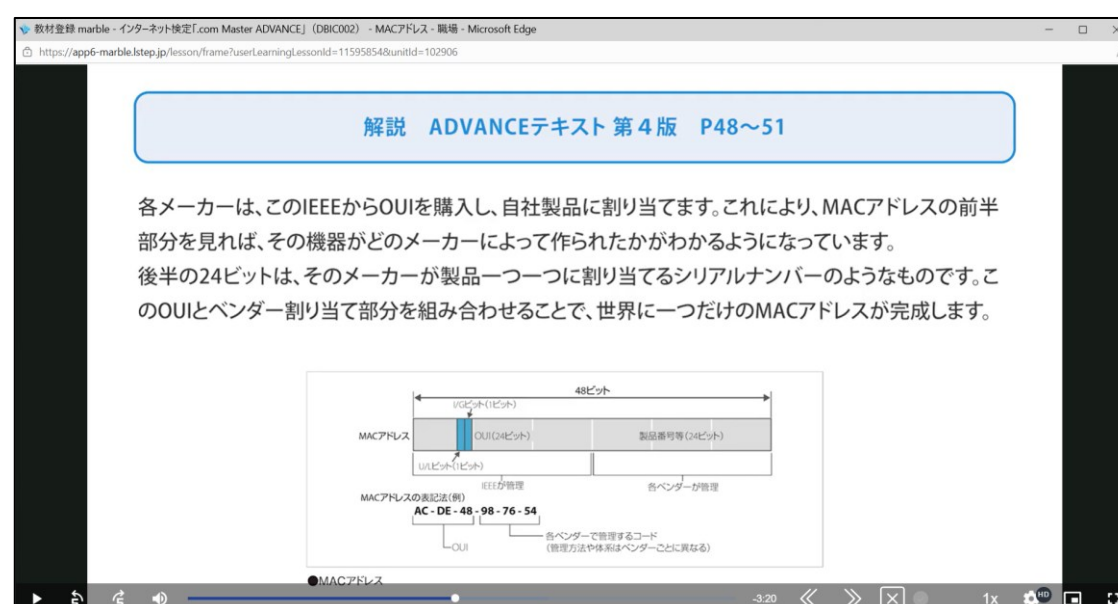 教材登録 marble - インターネット検定「.com Master ADVANCE」 (DBIC002) - MACアドレス - 職場 - Microsoft Edge
https://app6-marble.lstep.jp/lesson/frame?userLearningLessonId=11595854&unitId=102906
解説 ADVANCEテキスト 第4版 P48～51
各メーカーは、このIEEEからOUIを購入し、自社製品に割り当てます。これにより、MACアドレスの前半
部分を見れば、その機器がどのメーカーによって作られたかがわかるようになっています。
後半の24ビットは、そのメーカーが製品一つ一つに割り当てるシリアルナンバーのようなものです。こ
のOUIとベンダー割り当て部分を組み合わせることで、世界に一つだけのMACアドレスが完成します。
48ビット
I/Gビット(1ビット)
MACアドレス OUI(24ビット) 製品番号等(24ビット)
U/Lビット(1ビット)
IEEEが管理 各ベンダーが管理
MACアドレスの表記法(例)
AC - DE - 48 - 98 - 76 - 54
各ベンダーで管理するコード
OUI (管理方法や体系はベンダーごとに異なる)
●MACアドレス
-3:20 1x HD